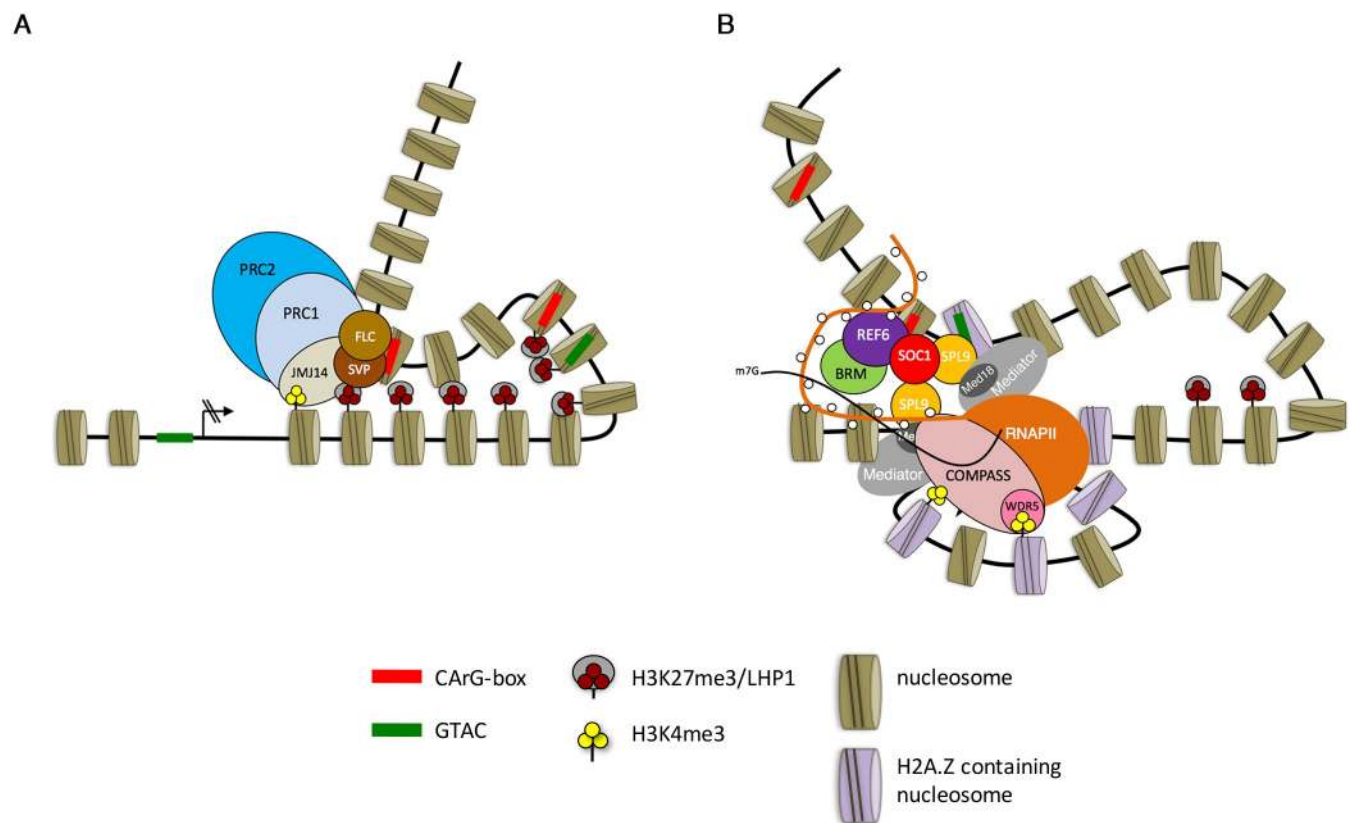 A
B
PRC2
PRC1
FLC
SVP
JMJ14
REF6
SOC1
SPL9
BRM
Med18
Mediator
m7G
SPL9
RNAPII
Me
Mediator
COMPASS
WDR5
CArG-box
H3K27me3/LHP1
nucleosome
GTAC
H3K4me3
H2A.Z containing
nucleosome